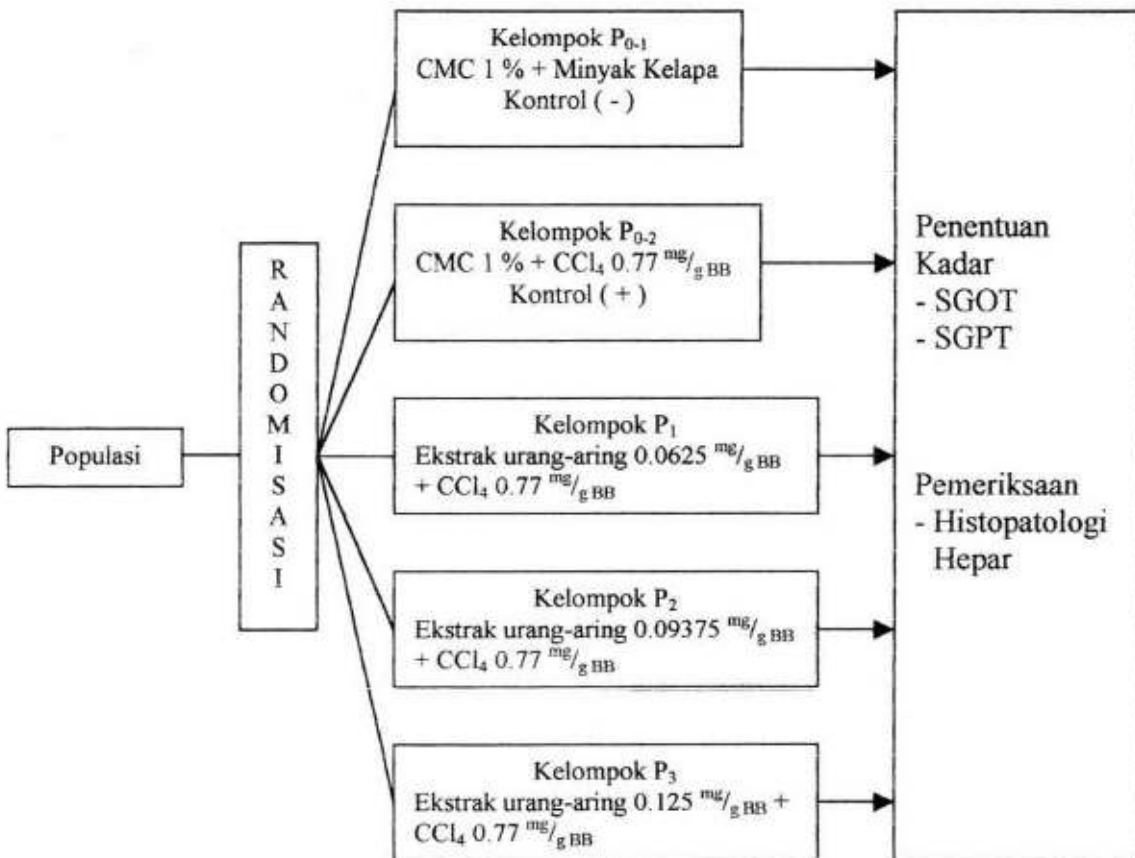 Populasi
RANDOMISASI
Kelompok P₀₋₁
CMC 1 % + Minyak Kelapa
Kontrol ( - )
Kelompok P₀₋₂
CMC 1 % + CCl₄ 0.77 mg/g BB
Kontrol ( + )
Kelompok P₁
Ekstrak urang-aring 0.0625 mg/g BB
+ CCl₄ 0.77 mg/g BB
Kelompok P₂
Ekstrak urang-aring 0.09375 mg/g BB
+ CCl₄ 0.77 mg/g BB
Kelompok P₃
Ekstrak urang-aring 0.125 mg/g BB +
CCl₄ 0.77 mg/g BB
Penentuan
Kadar
- SGOT
- SGPT
Pemeriksaan
- Histopatologi
Hepar